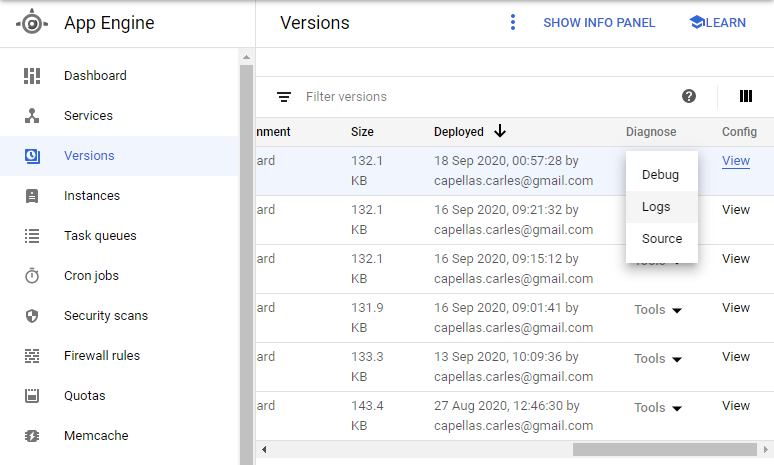 App Engine
Versions
SHOW INFO PANEL
LEARN
Dashboard
Services
Versions
Instances
Task queues
Cron jobs
Security scans
Firewall rules
Quotas
Memcache
Filter versions
nment Size Deployed Diagnose Config
ard 132.1 18 Sep 2020, 00:57:28 by View
KB capellas.carles@gmail.com
Debug
Logs
Source
ard 132.1 16 Sep 2020, 09:21:32 by View
KB capellas.carles@gmail.com
ard 132.1 16 Sep 2020, 09:15:12 by Tools View
KB capellas.carles@gmail.com
ard 131.9 16 Sep 2020, 09:01:41 by Tools View
KB capellas.carles@gmail.com
ard 133.3 13 Sep 2020, 10:09:36 by Tools View
KB capellas.carles@gmail.com
ard 143.4 27 Aug 2020, 12:46:30 by Tools View
KB capellas.carles@gmail.com